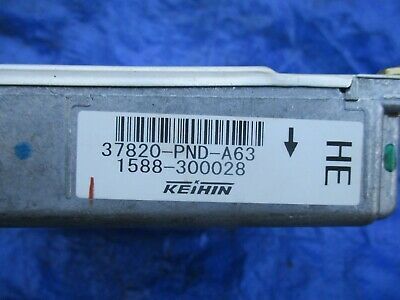 37820-PND-A63
1588-300028
KEIHIN
HE